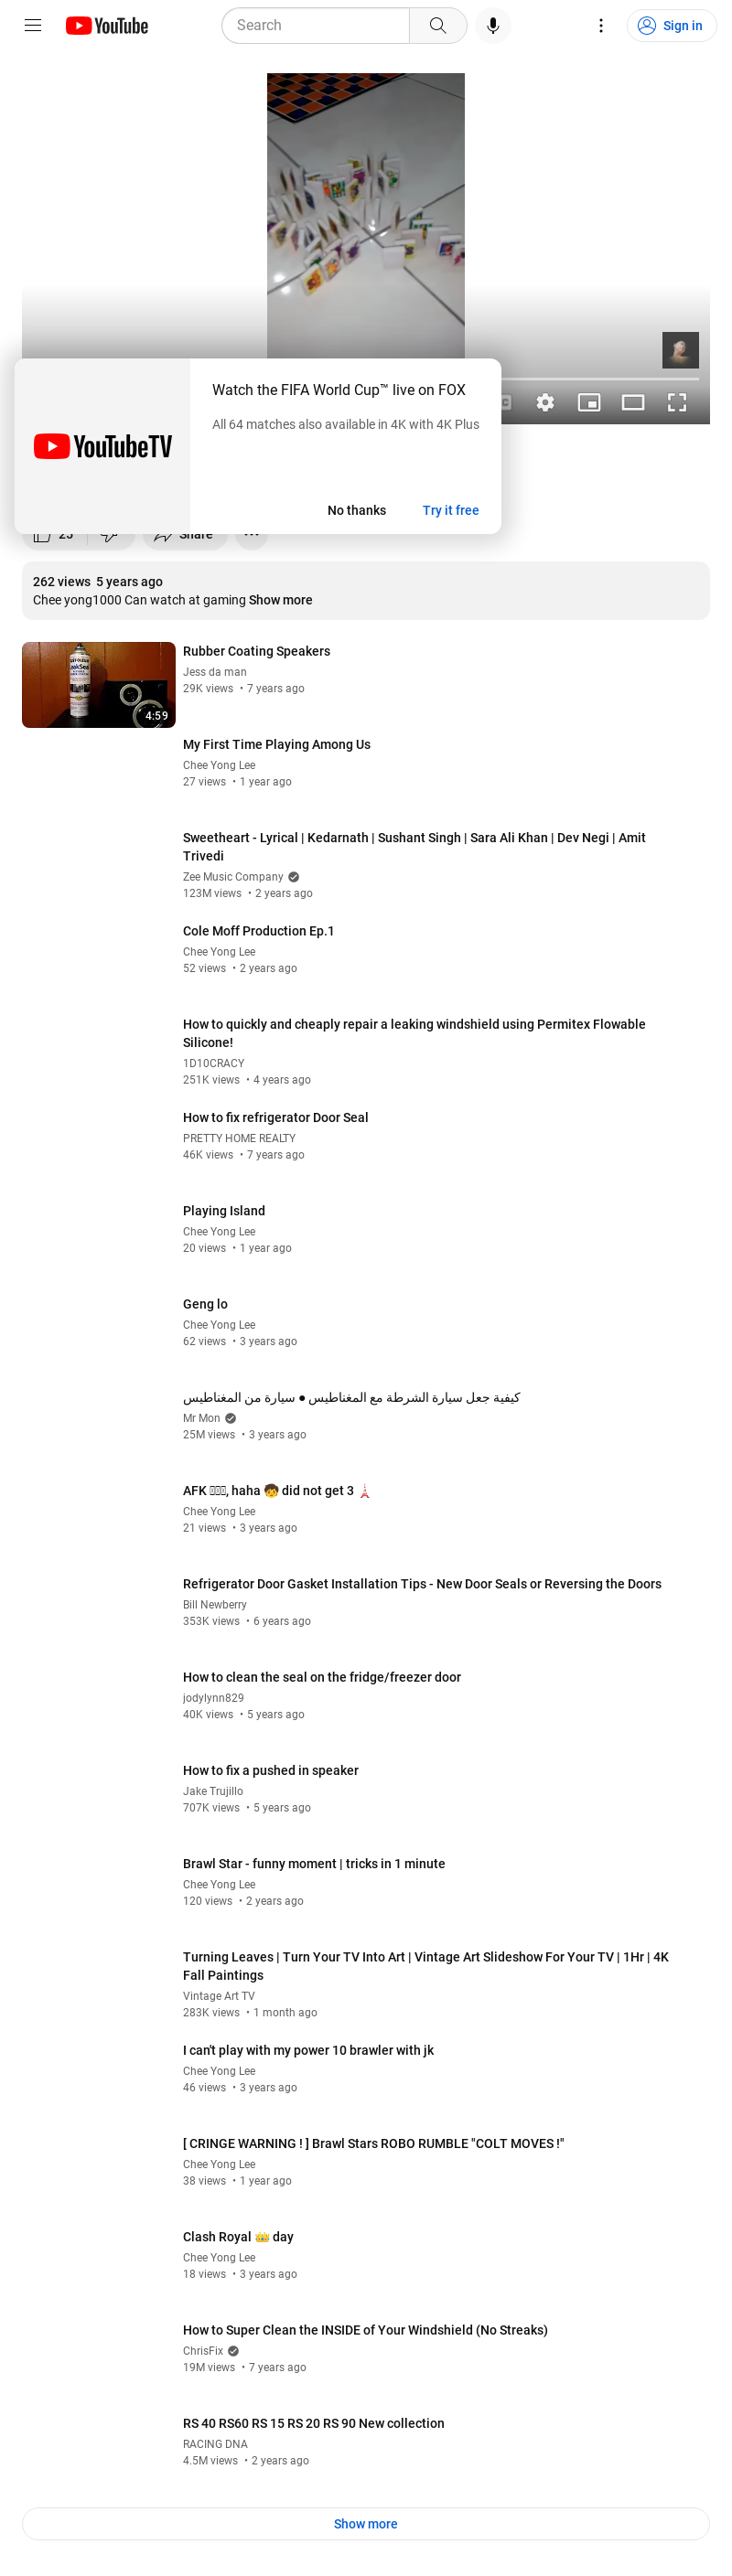 YouTube
Search
Sign in
Watch the FIFA World Cup™ live on FOX
All 64 matches also available in 4K with 4K Plus
YouTubeTV
No thanks
Try it free
25
Share
262 views 5 years ago
Chee yong1000 Can watch at gaming Show more
4:59
Rubber Coating Speakers
Jess da man
29K views • 7 years ago
My First Time Playing Among Us
Chee Yong Lee
27 views • 1 year ago
Sweetheart - Lyrical | Kedarnath | Sushant Singh | Sara Ali Khan | Dev Negi | Amit
Trivedi
Zee Music Company
123M views • 2 years ago
Cole Moff Production Ep.1
Chee Yong Lee
52 views • 2 years ago
How to quickly and cheaply repair a leaking windshield using Permitex Flowable
Silicone!
1D10CRACY
251K views • 4 years ago
How to fix refrigerator Door Seal
PRETTY HOME REALTY
46K views • 7 years ago
Playing Island
Chee Yong Lee
20 views • 1 year ago
Geng lo
Chee Yong Lee
62 views • 3 years ago
كيفية جعل سيارة الشرطة مع المغناطيس ● سيارة من المغناطيس
Mr Mon
25M views • 3 years ago
AFK , haha 🧒 did not get 3 🗼
Chee Yong Lee
21 views • 3 years ago
Refrigerator Door Gasket Installation Tips - New Door Seals or Reversing the Doors
Bill Newberry
353K views • 6 years ago
How to clean the seal on the fridge/freezer door
jodylynn829
40K views • 5 years ago
How to fix a pushed in speaker
Jake Trujillo
707K views • 5 years ago
Brawl Star - funny moment | tricks in 1 minute
Chee Yong Lee
120 views • 2 years ago
Turning Leaves | Turn Your TV Into Art | Vintage Art Slideshow For Your TV | 1Hr | 4K
Fall Paintings
Vintage Art TV
283K views • 1 month ago
I can't play with my power 10 brawler with jk
Chee Yong Lee
46 views • 3 years ago
[ CRINGE WARNING ! ] Brawl Stars ROBO RUMBLE "COLT MOVES !"
Chee Yong Lee
38 views • 1 year ago
Clash Royal 👑 day
Chee Yong Lee
18 views • 3 years ago
How to Super Clean the INSIDE of Your Windshield (No Streaks)
ChrisFix
19M views • 7 years ago
RS 40 RS60 RS 15 RS 20 RS 90 New collection
RACING DNA
4.5M views • 2 years ago
Show more